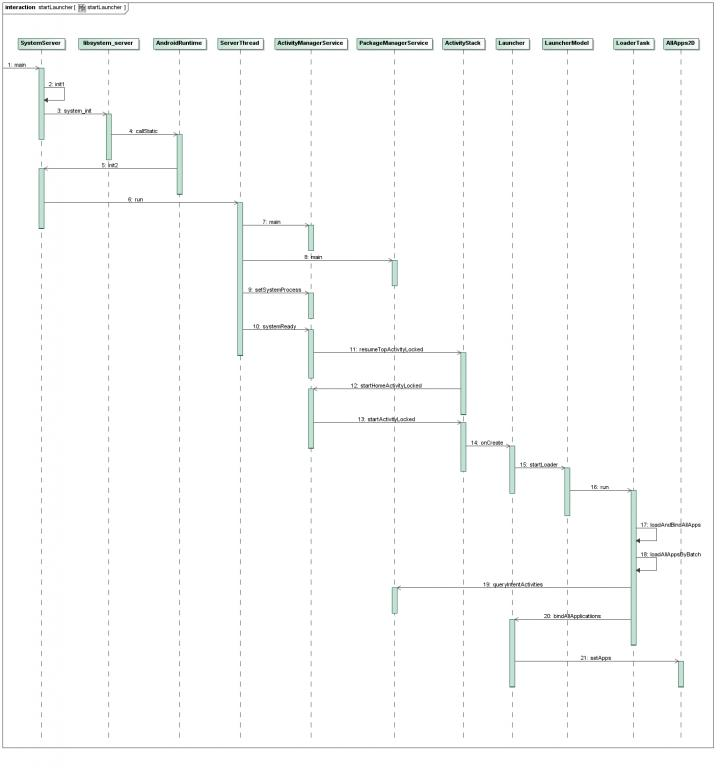 interaction startLauncher [ startLauncher ]
SystemServer libsystem_server AndroidRuntime ServerThread ActivityManagerService PackageManagerService ActivityStack Launcher LauncherModel LoaderTask AllApps2D
1: main
2: init1
3: system_init
4: callStatic
5: init2
6: run
7: main
8: main
9: setSystemProcess
10: systemReady
11: resumeTopActivityLocked
12: startHomeActivityLocked
13: startActivityLocked
14: onCreate
15: startLoader
16: run
17: loadAndBindAllApps
18: loadAllAppsByBatch
19: queryIntentActivities
20: bindAllApplications
21: setApps